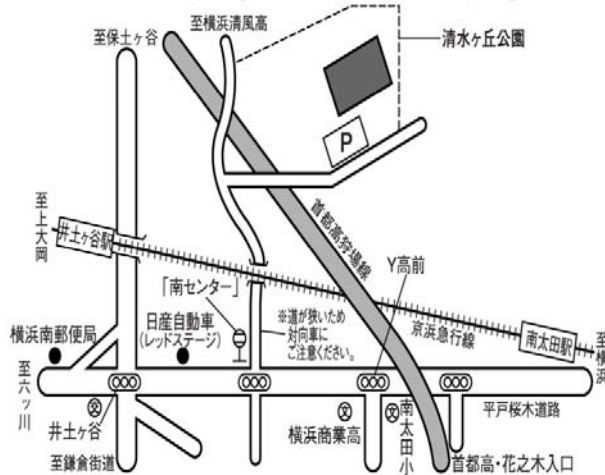 至横浜清風高
至保土ヶ谷
清水ヶ丘公園
P
至上大岡
井土ヶ谷駅
首都高狩場線
Y高前
「南センター」
日産自動車
(レッドステージ)
※道が狭いため
対向車に
ご注意ください。
京浜急行線
南太田駅
至横浜
横浜南郵便局
至六ッ川
文
井土ヶ谷
至鎌倉街道
文
横浜商業高
文
南太田小
平戸桜木道路
首都高・花之木入口